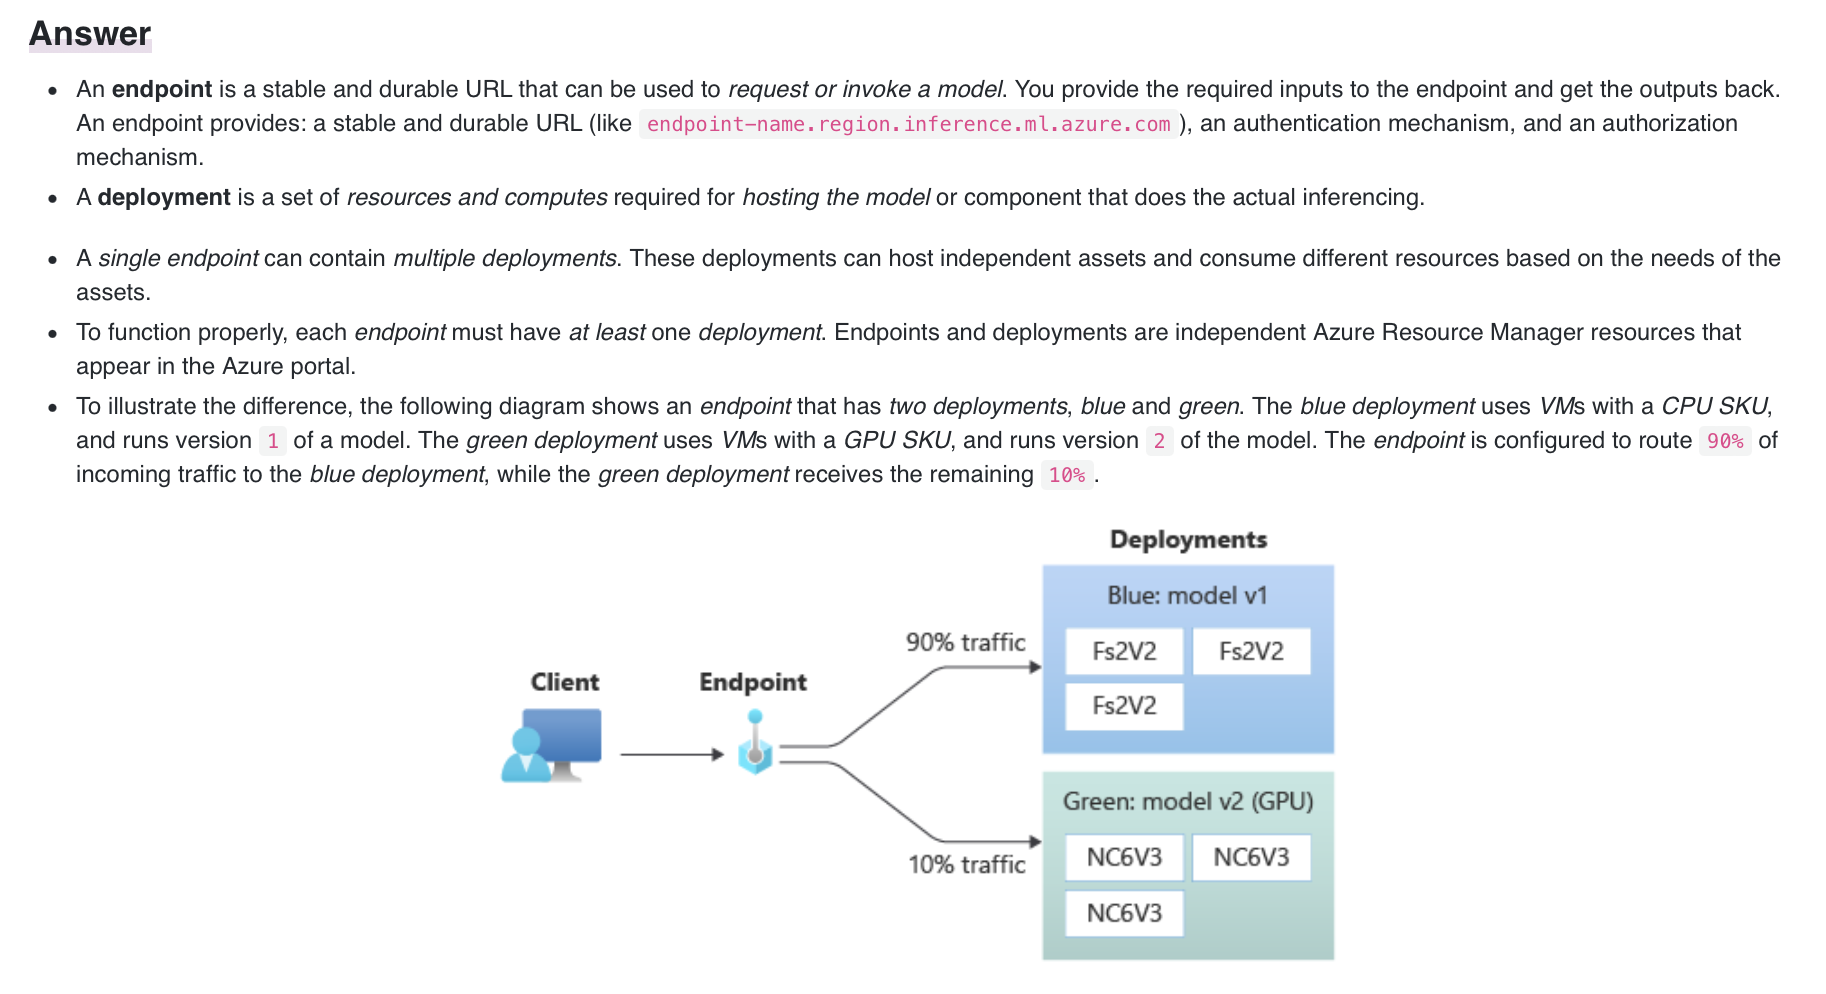 Answer
• An endpoint is a stable and durable URL that can be used to request or invoke a model. You provide the required inputs to the endpoint and get the outputs back.
An endpoint provides: a stable and durable URL (like endpoint-name.region.inference.ml.azure.com ), an authentication mechanism, and an authorization
mechanism.
• A deployment is a set of resources and computes required for hosting the model or component that does the actual inferencing.
• A single endpoint can contain multiple deployments. These deployments can host independent assets and consume different resources based on the needs of the
assets.
• To function properly, each endpoint must have at least one deployment. Endpoints and deployments are independent Azure Resource Manager resources that
appear in the Azure portal.
• To illustrate the difference, the following diagram shows an endpoint that has two deployments, blue and green. The blue deployment uses VMs with a CPU SKU,
and runs version 1 of a model. The green deployment uses VMs with a GPU SKU, and runs version 2 of the model. The endpoint is configured to route 90% of
incoming traffic to the blue deployment, while the green deployment receives the remaining 10% .
Deployments
Blue: model v1
90% traffic
Fs2V2 Fs2V2
Fs2V2
Client
Endpoint
Green: model v2 (GPU)
10% traffic
NC6V3 NC6V3
NC6V3